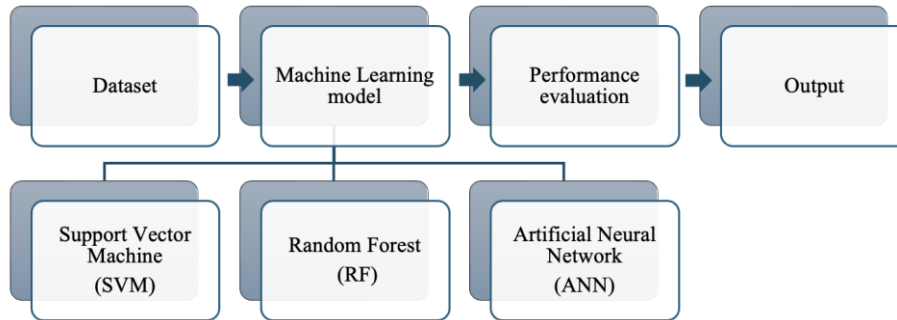 Dataset
Machine Learning
model
Performance
evaluation
Output
Support Vector
Machine
(SVM)
Random Forest
(RF)
Artificial Neural
Network
(ANN)